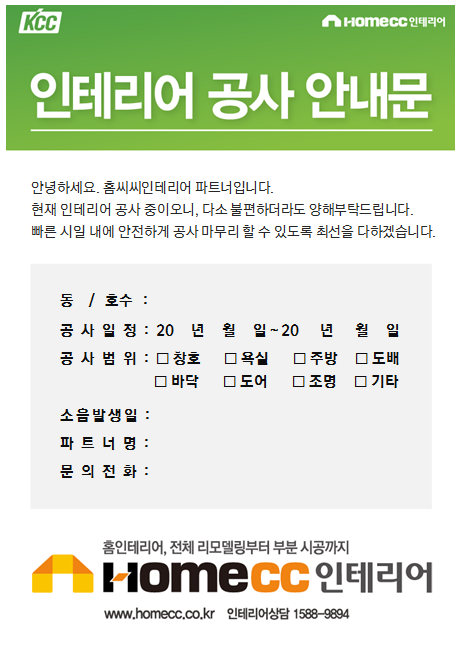 KCC
HOMECC인테리어
인테리어 공사 안내문
안녕하세요. 홈씨씨인테리어 파트너입니다.
현재 인테리어 공사 중이오니, 다소 불편하더라도 양해부탁드립니다.
빠른 시일 내에 안전하게 공사 마무리 할 수 있도록 최선을 다하겠습니다.
동 / 호수 :
공사일정 : 20 년 월 일 ~ 20 년 월 일
공사범위 : □ 창호 □ 욕실 □ 주방 □ 도배
□ 바닥 □ 도어 □ 조명 □ 기타
소음발생일 :
파트너명 :
문의전화 :
홈인테리어, 전체 리모델링부터 부분 시공까지
HOMECC 인테리어
www.homecc.co.kr 인테리어상담 1588-9894